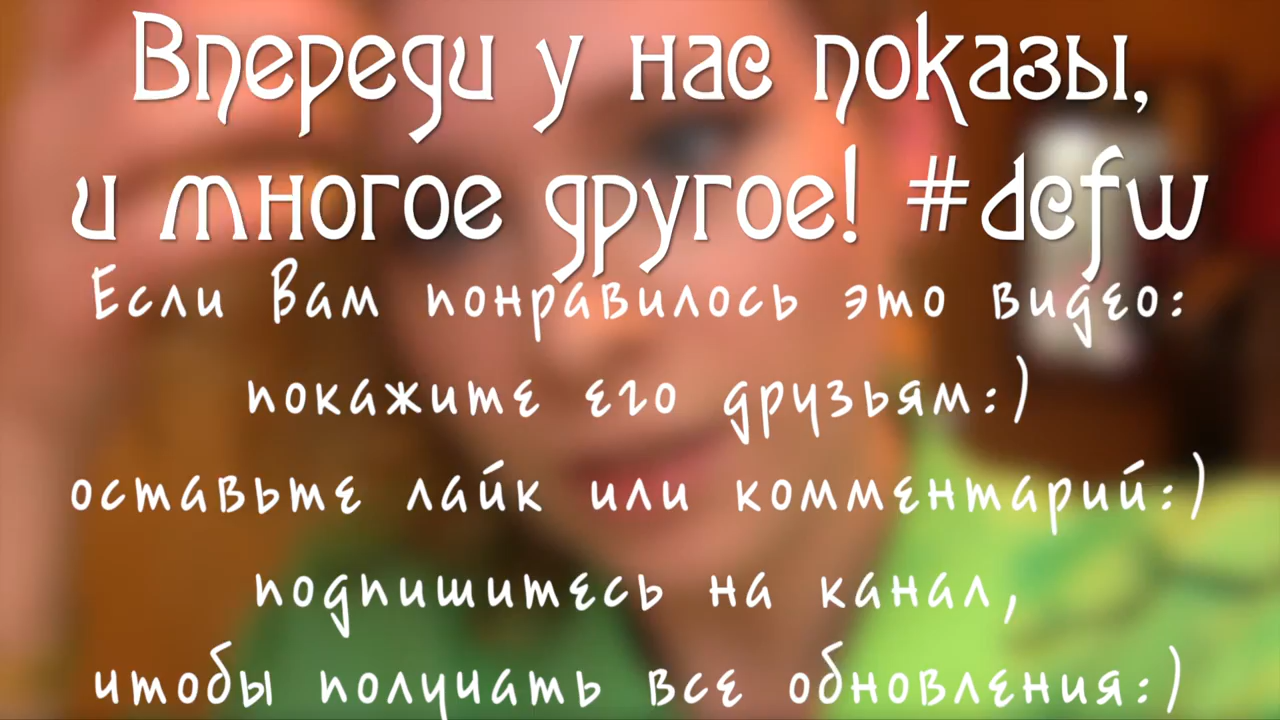 Впереди у нас показы,
и многое другое! #dcfw
Если Вам понравилось это видео:
покажите его друзьям:)
оставьте лайк или комментарий:)
подпишитесь на канал,
чтобы получать все обновления:)